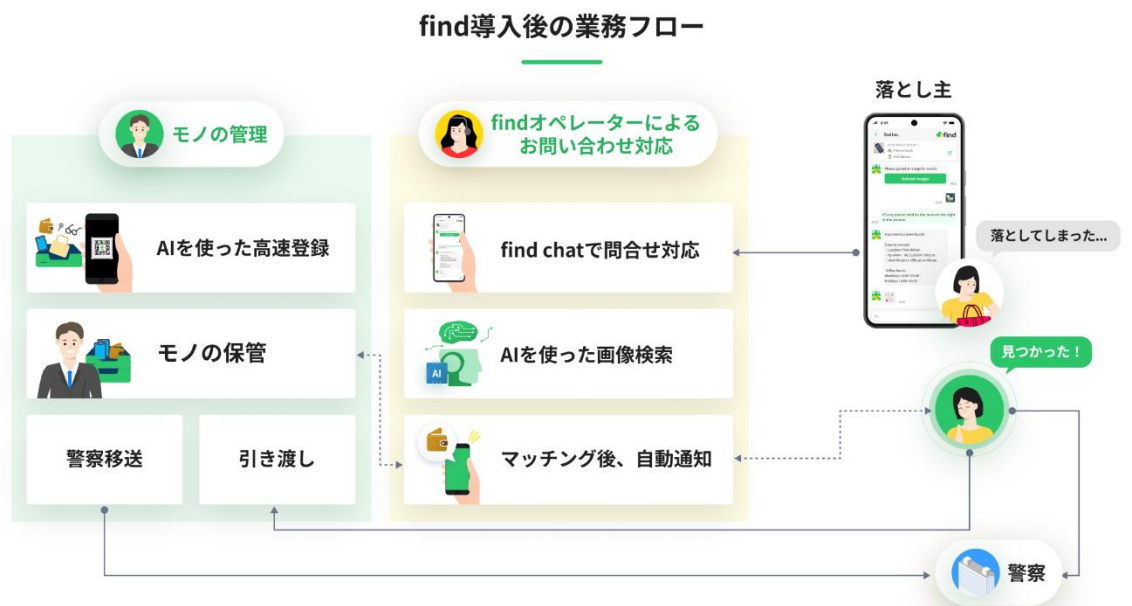 find導入後の業務フロー
落とし主
モノの管理
findオペレーターによる
お問い合わせ対応
find
Upload images
AIを使った高速登録
find chatで問合せ対応
落としてしまった...
モノの保管
AIを使った画像検索
AI
見つかった！
警察移送
引き渡し
マッチング後、自動通知
警察